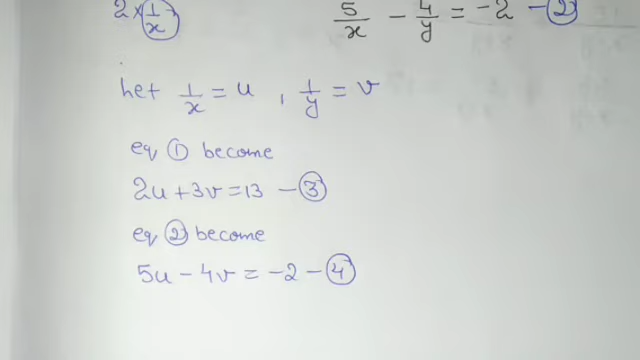 2 × 1/x 5/x - 4/y = -2 - ②
het 1/x = u , 1/y = v
eq ① become
2u + 3v = 13 - ③
eq ② become
5u - 4v = -2 - ④